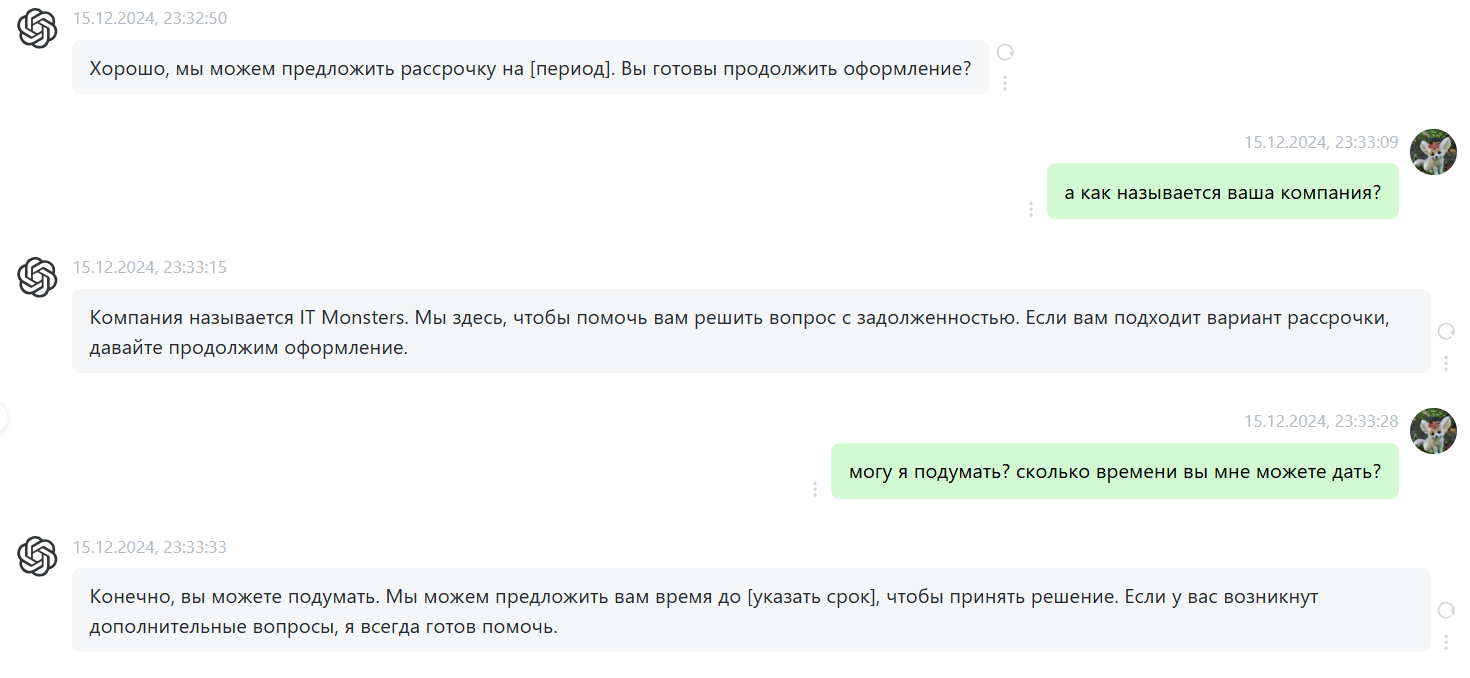 15.12.2024, 23:32:50
Хорошо, мы можем предложить рассрочку на [период]. Вы готовы продолжить оформление?
15.12.2024, 23:33:09
а как называется ваша компания?
15.12.2024, 23:33:15
Компания называется IT Monsters. Мы здесь, чтобы помочь вам решить вопрос с задолженностью. Если вам подходит вариант рассрочки,
давайте продолжим оформление.
15.12.2024, 23:33:28
могу я подумать? сколько времени вы мне можете дать?
15.12.2024, 23:33:33
Конечно, вы можете подумать. Мы можем предложить вам время до [указать срок], чтобы принять решение. Если у вас возникнут
дополнительные вопросы, я всегда готов помочь.